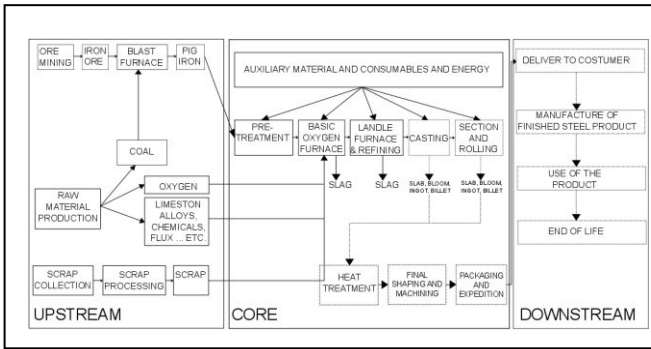 ORE
MINING
IRON
ORE
BLAST
FURNACE
PIG
IRON
COAL
RAW
MATERIAL
PRODUCTION
OXYGEN
LIMESTON
ALLOYS,
CHEMICALS,
FLUX ... ETC.
SCRAP
COLLECTION
SCRAP
PROCESSING
SCRAP
UPSTREAM
AUXILIARY MATERIAL AND CONSUMABLES AND ENERGY
PRE-
TREATMENT
BASIC
OXYGEN
FURNACE
LANDLE
FURNACE
& REFINING
CASTING
SECTION
AND
ROLLING
SLAG
SLAG
SLAB, BLOOM,
INGOT, BILLET
SLAB, BLOOM,
INGOT, BILLET
HEAT
TREATMENT
FINAL
SHAPING AND
MACHINING
PACKAGING
AND
EXPEDITION
CORE
DELIVER TO COSTUMER
MANUFACTURE OF
FINISHED STEEL PRODUCT
USE OF THE
PRODUCT
END OF LIFE
DOWNSTREAM